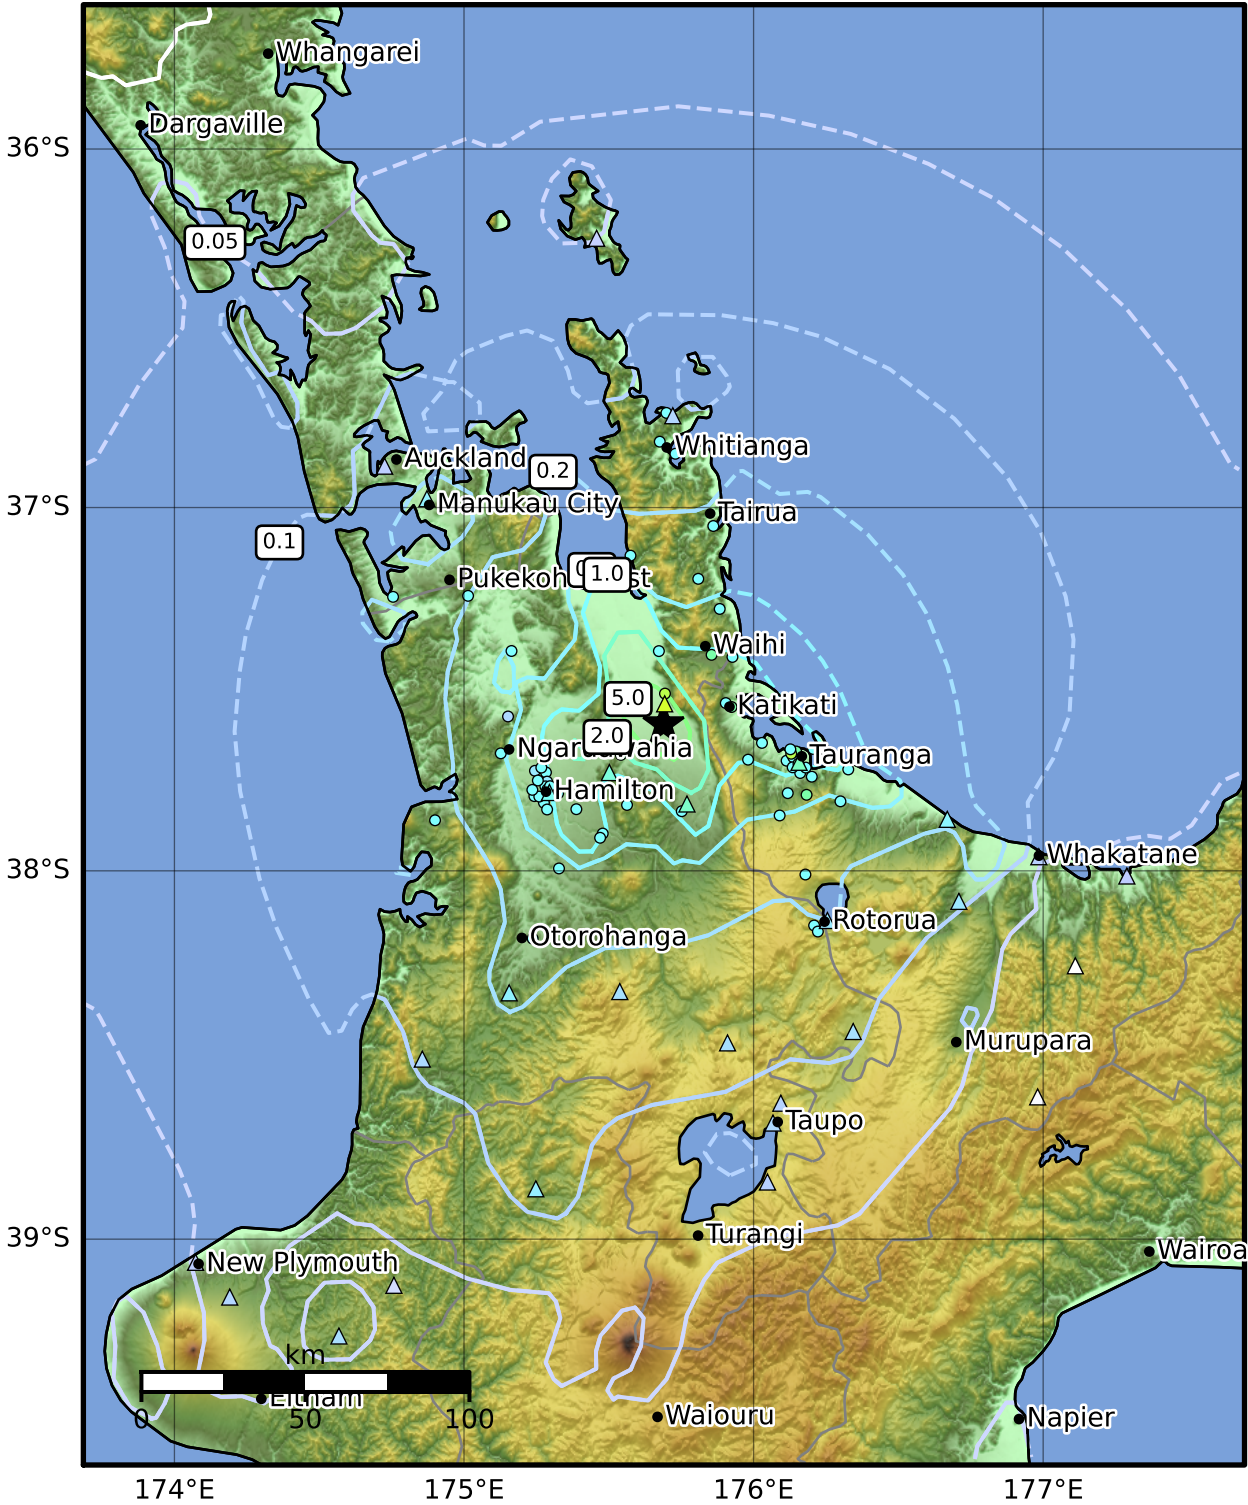 Whangarei
Dargaville
36°S
0.05
Whitianga
Auckland
0.2
Manukau City
37°S
Tairua
0.1
1.0
Waihi
5.0
Katikati
2.0
Tauranga
Hamilton
38°S
Whakatane
Rotorua
Otorohanga
Murupara
Taupo
39°S
Turangi
Wairoa
New Plymouth
km
Eltham
0 50 100
Waiouru
Napier
174°E 175°E 176°E 177°E